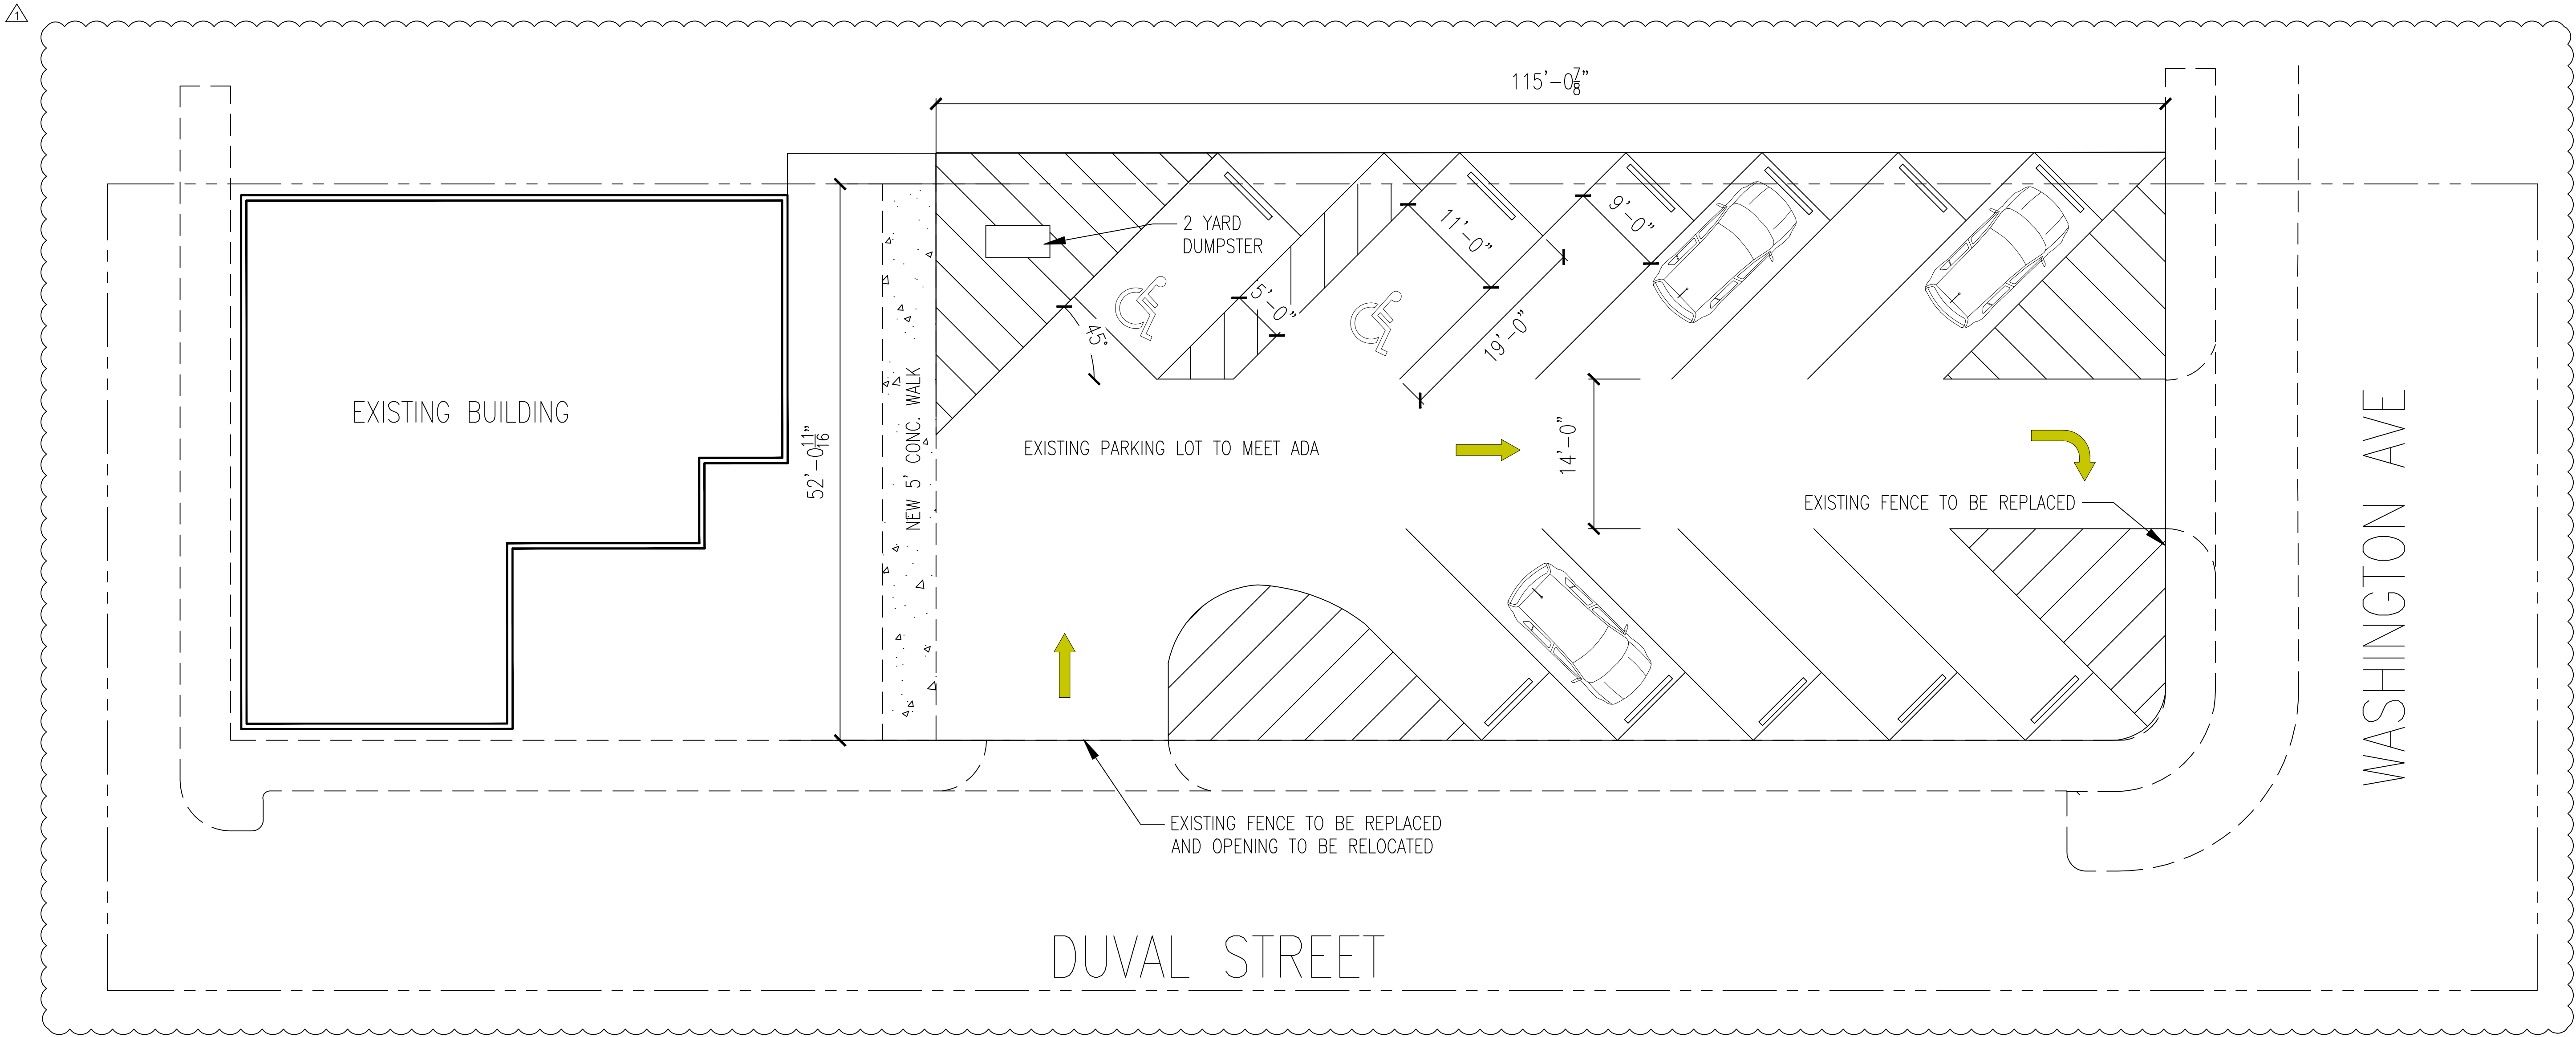 1
115'-0 7/8"
2 YARD
DUMPSTER
11'-0"
9'-0"
5'-0"
45°
19'-0"
EXISTING BUILDING
52'-0 11/16"
NEW 5' CONC. WALK
EXISTING PARKING LOT TO MEET ADA
14'-0"
EXISTING FENCE TO BE REPLACED
WASHINGTON AVE
EXISTING FENCE TO BE REPLACED
AND OPENING TO BE RELOCATED
DUVAL STREET